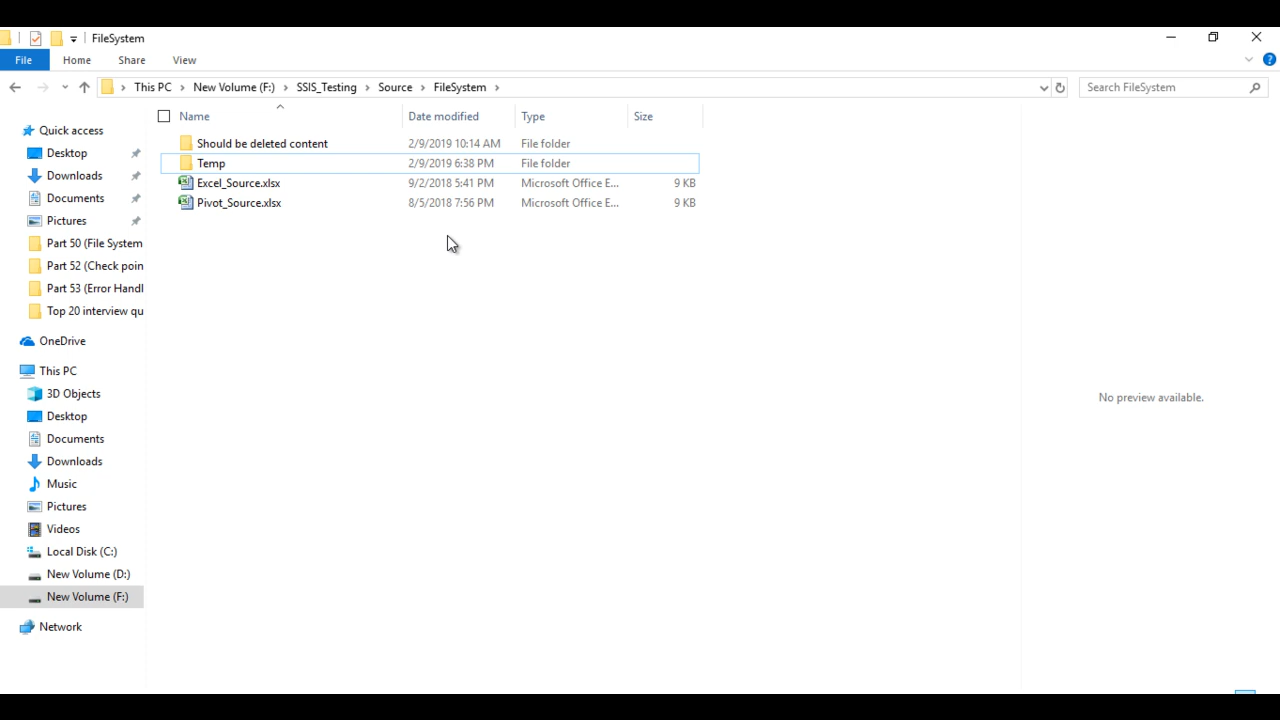 FileSystem
File Home Share View
This PC New Volume (F:) SSIS_Testing Source FileSystem Search FileSystem
Name Date modified Type Size
Quick access
Desktop
Downloads
Documents
Pictures
Part 50 (File System
Part 52 (Check poin
Part 53 (Error Handl
Top 20 interview qu
OneDrive
This PC
3D Objects
Desktop
Documents
Downloads
Music
Pictures
Videos
Local Disk (C:)
New Volume (D:)
New Volume (F:)
Network
Should be deleted content 2/9/2019 10:14 AM File folder
Temp 2/9/2019 6:38 PM File folder
Excel_Source.xlsx 9/2/2018 5:41 PM Microsoft Office E... 9 KB
Pivot_Source.xlsx 8/5/2018 7:56 PM Microsoft Office E... 9 KB
No preview available.